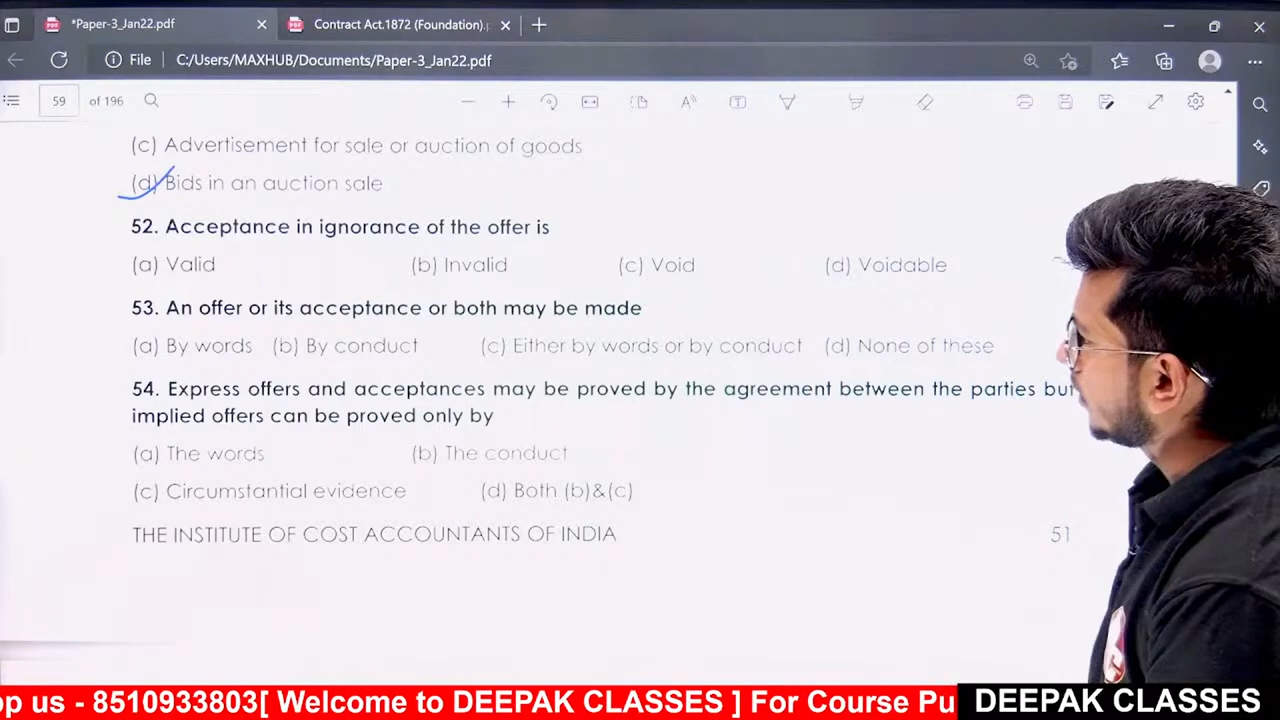 *Paper-3_Jan22.pdf
Contract Act.1872 (Foundation).p
File
C:/Users/MAXHUB/Documents/Paper-3_Jan22.pdf
59 of 196
(c) Advertisement for sale or auction of goods
(d) Bids in an auction sale
52. Acceptance in ignorance of the offer is
(a) Valid (b) Invalid (c) Void (d) Voidable
53. An offer or its acceptance or both may be made
(a) By words (b) By conduct (c) Either by words or by conduct (d) None of these
54. Express offers and acceptances may be proved by the agreement between the parties but
implied offers can be proved only by
(a) The words (b) The conduct
(c) Circumstantial evidence (d) Both (b)&(c)
THE INSTITUTE OF COST ACCOUNTANTS OF INDIA 51
pp us - 8510933803[ Welcome to DEEPAK CLASSES ] For Course Pu
DEEPAK CLASSES